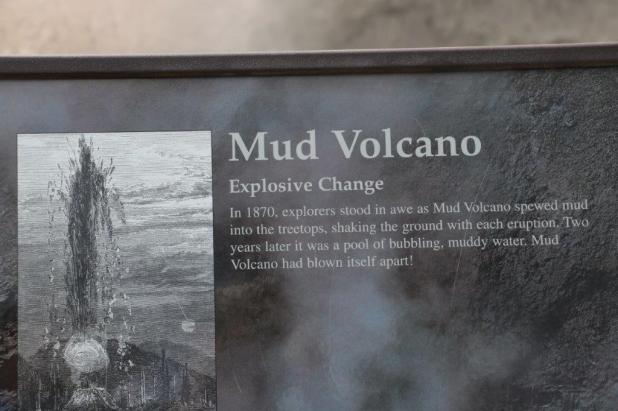 Mud Volcano
Explosive Change
In 1870, explorers stood in awe as Mud Volcano spewed mud
into the treetops, shaking the ground with each eruption. Two
years later it was a pool of bubbling, muddy water. Mud
Volcano had blown itself apart!